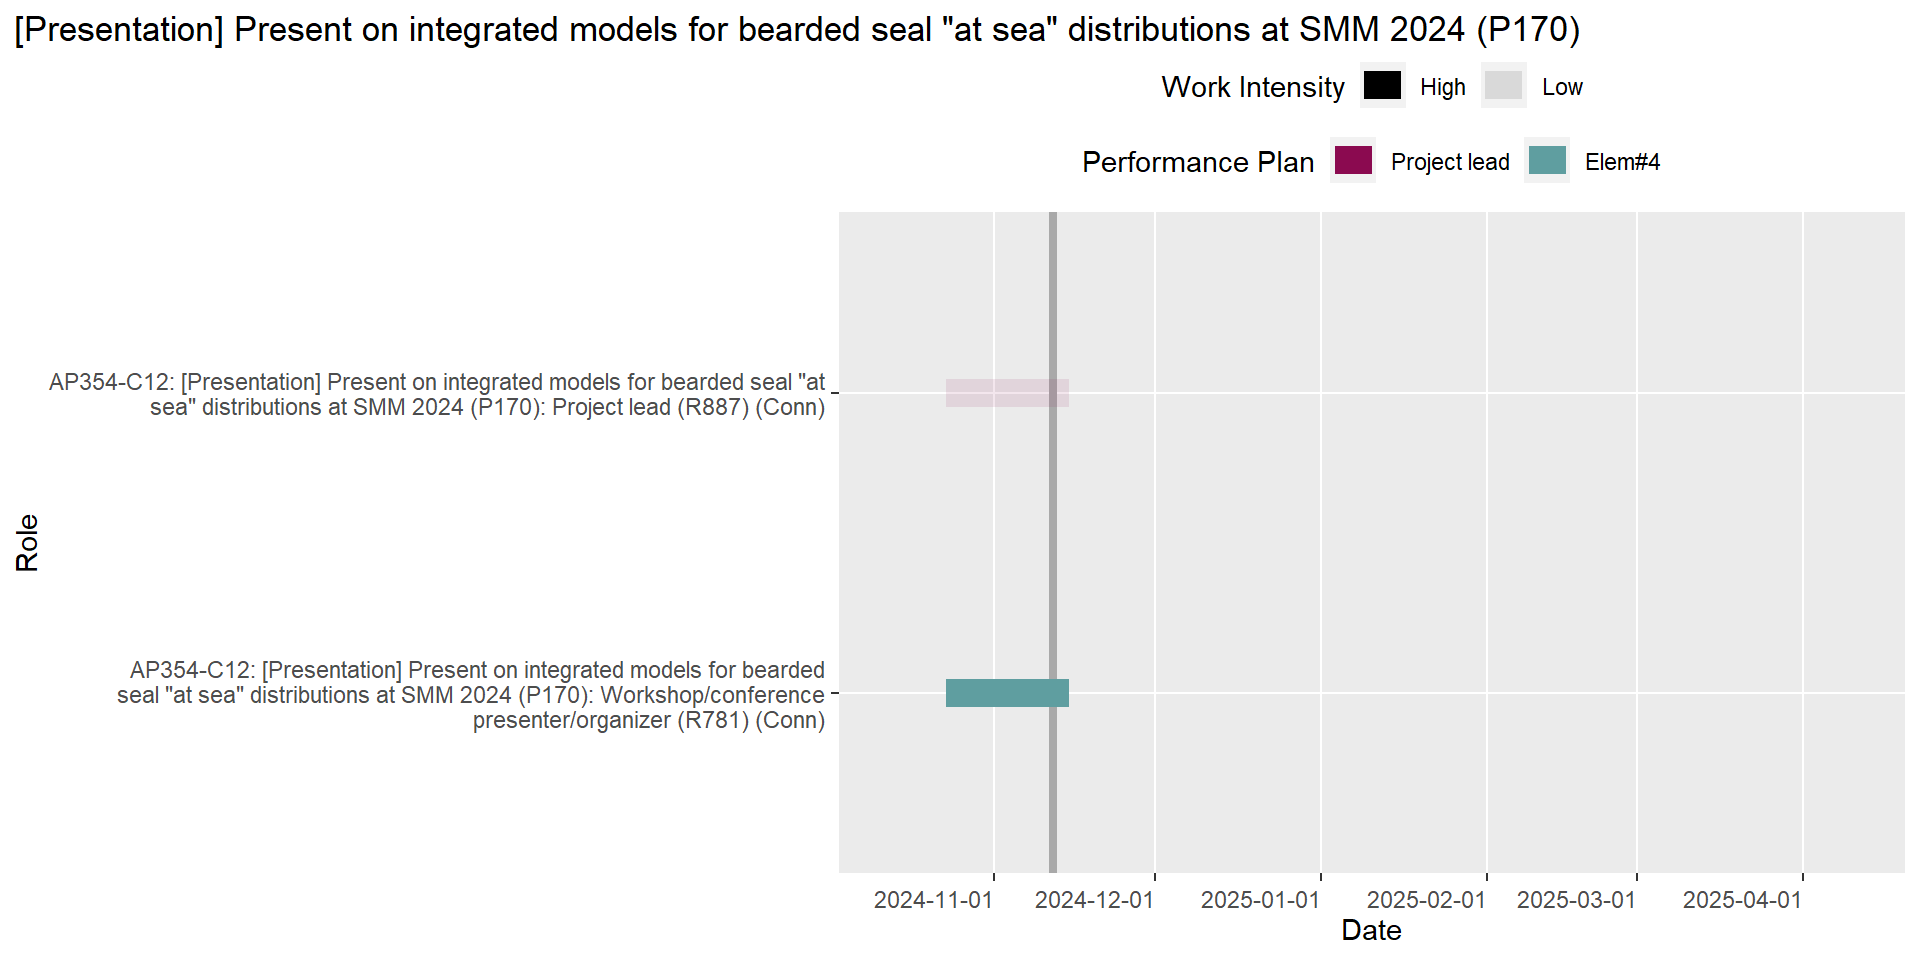 [Presentation] Present on integrated models for bearded seal "at sea" distributions at SMM 2024 (P170)
Work Intensity High Low
Performance Plan Project lead Elem#4
AP354-C12: [Presentation] Present on integrated models for bearded seal "at
sea" distributions at SMM 2024 (P170): Project lead (R887) (Conn)
Role
AP354-C12: [Presentation] Present on integrated models for bearded
seal "at sea" distributions at SMM 2024 (P170): Workshop/conference
presenter/organizer (R781) (Conn)
2024-11-01 2024-12-01 2025-01-01 2025-02-01 2025-03-01 2025-04-01
Date